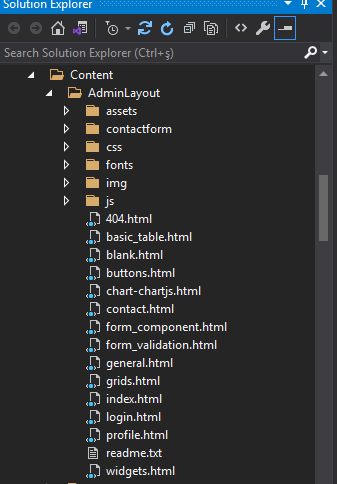 Solution Explorer
Search Solution Explorer (Ctrl+ş)
Content
AdminLayout
assets
contactform
css
fonts
img
js
404.html
basic_table.html
blank.html
buttons.html
chart-chartjs.html
contact.html
form_component.html
form_validation.html
general.html
grids.html
index.html
login.html
profile.html
readme.txt
widgets.html